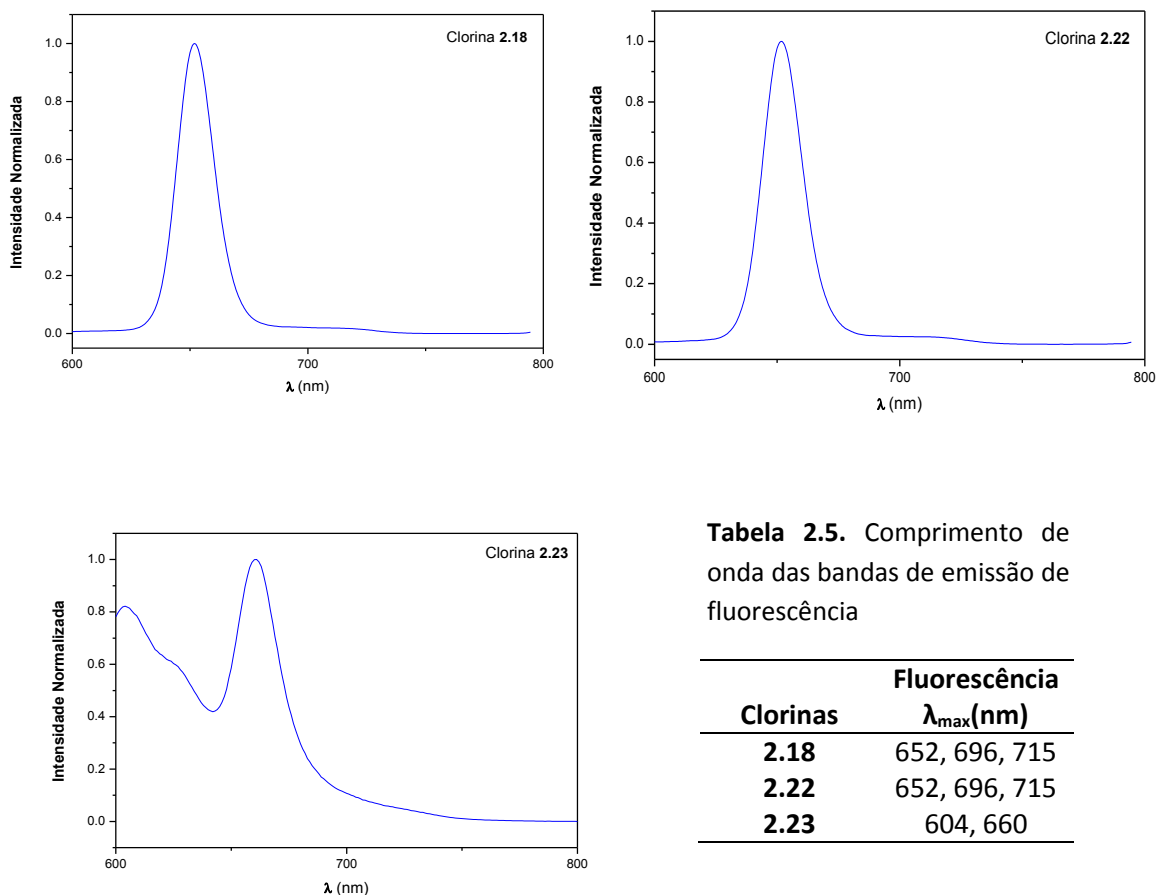 Clorina 2.18
Intensidade Normalizada
1.0
0.8
0.6
0.4
0.2
0.0
600
700
800
λ (nm)
Clorina 2.22
Intensidade Normalizada
1.0
0.8
0.6
0.4
0.2
0.0
600
700
800
λ (nm)
Clorina 2.23
Intensidade Normalizada
1.0
0.8
0.6
0.4
0.2
0.0
600
700
800
λ (nm)
Tabela 2.5. Comprimento de
onda das bandas de emissão de
fluorescência
Fluorescência
Clorinas λmax(nm)
2.18 652, 696, 715
2.22 652, 696, 715
2.23 604, 660